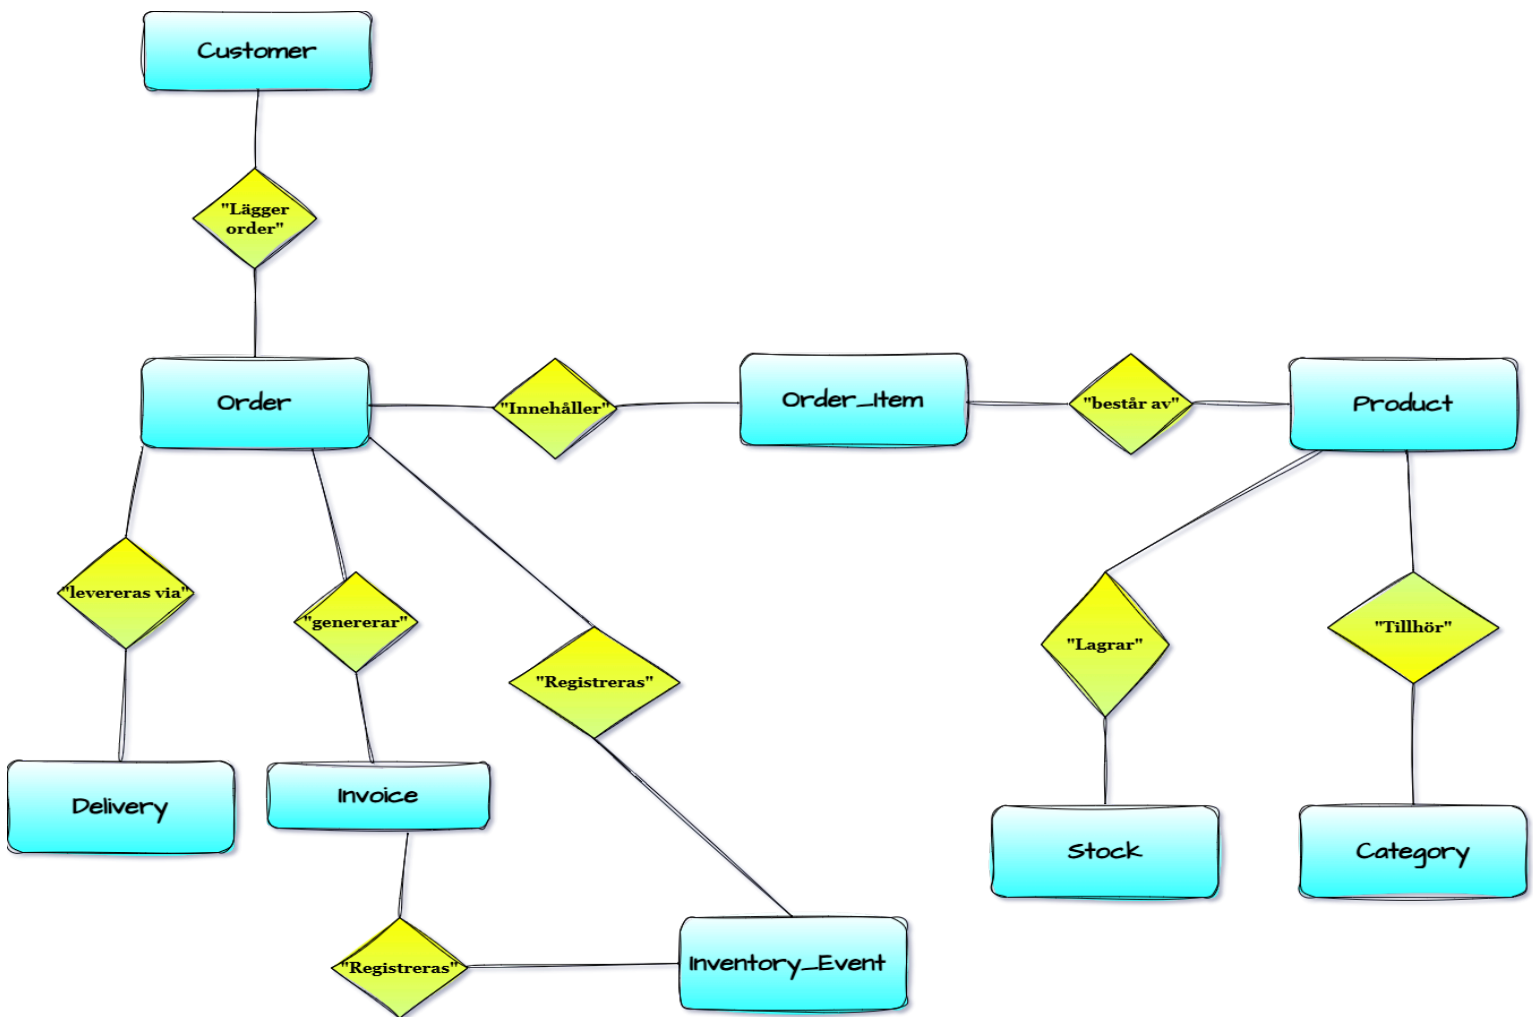 Customer
"Lägger
order"
Order
"Innehåller"
Order_Item
"består av"
Product
"levereras via"
"genererar"
"Registreras"
"Lagrar"
"Tillhör"
Delivery
Invoice
Stock
Category
"Registreras"
Inventory_Event